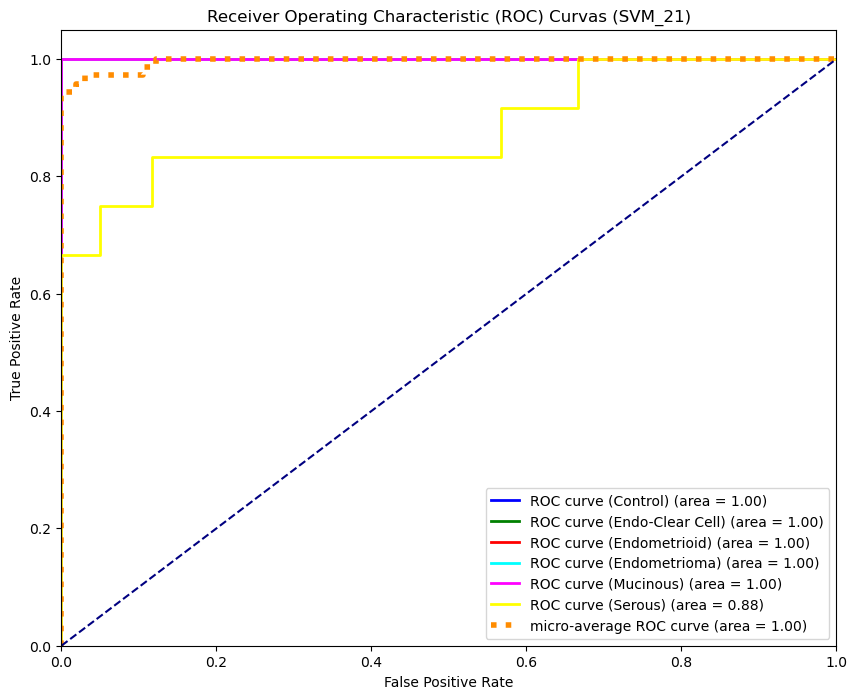 Receiver Operating Characteristic (ROC) Curvas (SVM_21)
True Positive Rate
1.0
0.8
0.6
0.4
0.2
0.0
ROC curve (Control) (area = 1.00)
ROC curve (Endo-Clear Cell) (area = 1.00)
ROC curve (Endometrioid) (area = 1.00)
ROC curve (Endometrioma) (area = 1.00)
ROC curve (Mucinous) (area = 1.00)
ROC curve (Serous) (area = 0.88)
micro-average ROC curve (area = 1.00)
0.0 0.2 0.4 0.6 0.8 1.0
False Positive Rate